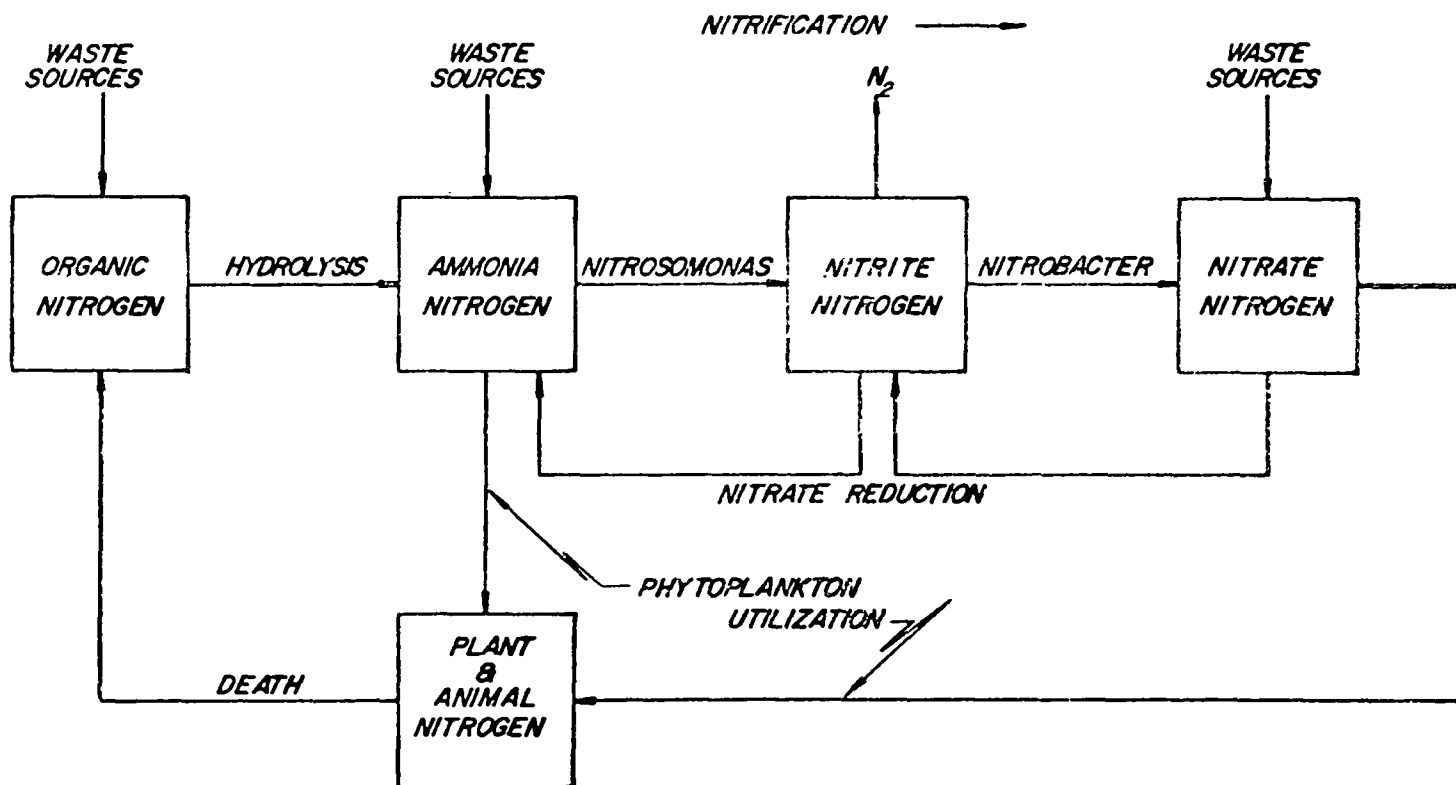 NITRIFICATION
WASTE
SOURCES
WASTE
SOURCES
N2
WASTE
SOURCES
ORGANIC
NITROGEN
HYDROLYSIS
AMMONIA
NITROGEN
NITROSOMONAS
NITRITE
NITROGEN
NITROBACTER
NITRATE
NITROGEN
NITRATE REDUCTION
PHYTOPLANKTON
UTILIZATION
DEATH
PLANT
&
ANIMAL
NITROGEN